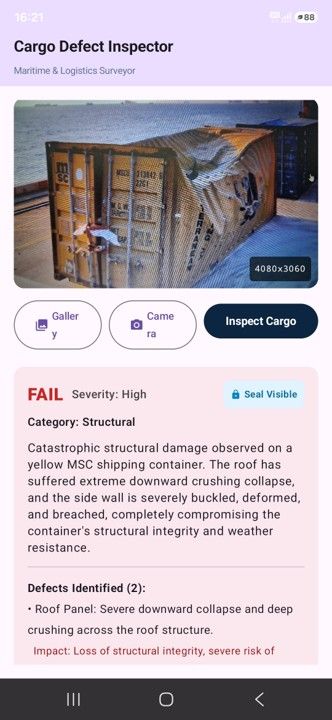 16:21
88
Cargo Defect Inspector
Maritime & Logistics Surveyor
M
SC
22G1
4080x3060
Galler
y
Came
ra
Inspect Cargo
FAIL Severity: High Seal Visible
Category: Structural
Catastrophic structural damage observed on a
yellow MSC shipping container. The roof has
suffered extreme downward crushing collapse,
and the side wall is severely buckled, deformed,
and breached, completely compromising the
container's structural integrity and weather
resistance.
Defects Identified (2):
• Roof Panel: Severe downward collapse and deep
crushing across the roof structure.
Impact: Loss of structural integrity, severe risk of